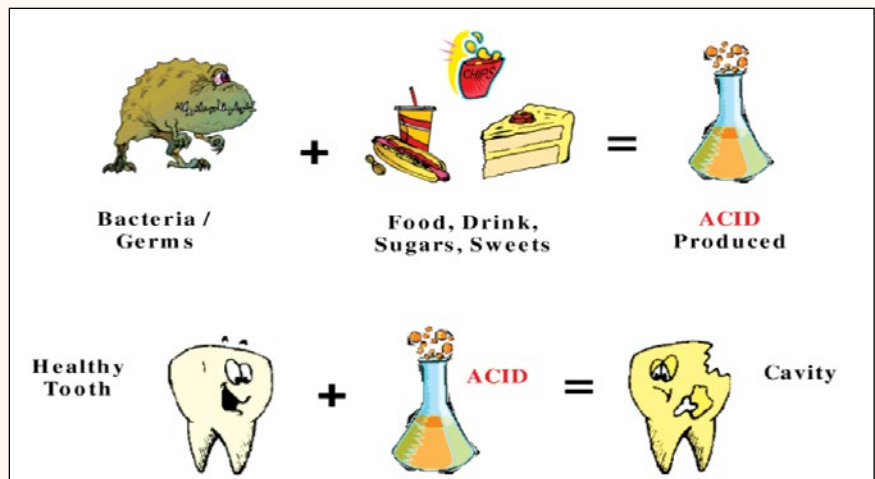 CHIPS
Bacteria /
Germs
+
Food, Drink,
Sugars, Sweets
=
ACID
Produced
Healthy
Tooth
+
ACID
=
Cavity